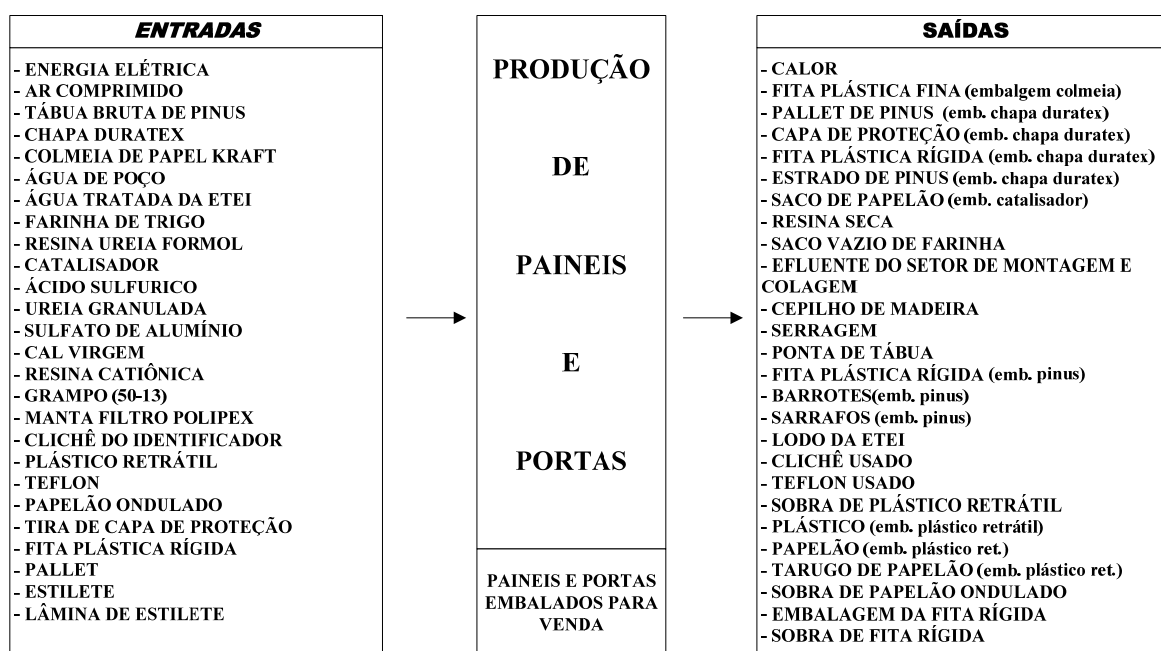 ENTRADAS
- ENERGIA ELÉTRICA
- AR COMPRIMIDO
- TÁBUA BRUTA DE PINUS
- CHAPA DURATEX
- COLMEIA DE PAPEL KRAFT
- ÁGUA DE POÇO
- ÁGUA TRATADA DA ETEI
- FARINHA DE TRIGO
- RESINA UREIA FORMOL
- CATALISADOR
- ÁCIDO SULFURICO
- UREIA GRANULADA
- SULFATO DE ALUMÍNIO
- CAL VIRGEM
- RESINA CATIÔNICA
- GRAMPO (50-13)
- MANTA FILTRO POLIPEX
- CLICHÊ DO IDENTIFICADOR
- PLÁSTICO RETRÁTIL
- TEFLON
- PAPELÃO ONDULADO
- TIRA DE CAPA DE PROTEÇÃO
- FITA PLÁSTICA RÍGIDA
- PALLET
- ESTILETE
- LÂMINA DE ESTILETE
PRODUÇÃO
DE
PAINEIS
E
PORTAS
PAINEIS E PORTAS
EMBALADOS PARA
VENDA
SAÍDAS
- CALOR
- FITA PLÁSTICA FINA (embalgem colmeia)
- PALLET DE PINUS (emb. chapa duratex)
- CAPA DE PROTEÇÃO (emb. chapa duratex)
- FITA PLÁSTICA RÍGIDA (emb. chapa duratex)
- ESTRADO DE PINUS (emb. chapa duratex)
- SACO DE PAPELÃO (emb. catalisador)
- RESINA SECA
- SACO VAZIO DE FARINHA
- EFLUENTE DO SETOR DE MONTAGEM E
COLAGEM
- CEPILHO DE MADEIRA
- SERRAGEM
- PONTA DE TÁBUA
- FITA PLÁSTICA RÍGIDA (emb. pinus)
- BARROTES(emb. pinus)
- SARRAFOS(emb. pinus)
- LODO DA ETEI
- CLICHÊ USADO
- TEFLON USADO
- SOBRA DE PLÁSTICO RETRÁTIL
- PLÁSTICO (emb. plástico retrátil)
- PAPELÃO (emb. plástico ret.)
- TARUGO DE PAPELÃO (emb. plástico ret.)
- SOBRA DE PAPELÃO ONDULADO
- EMBALAGEM DA FITA RÍGIDA
- SOBRA DE FITA RÍGIDA